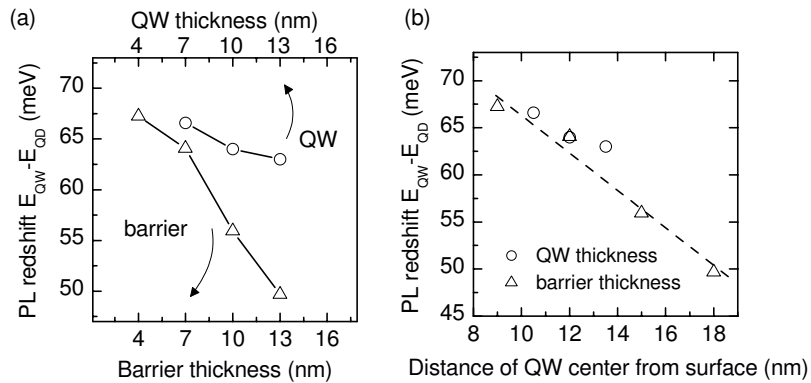 (a)
QW thickness (nm)
4 7 10 13 16
PL redshift E_QW-E_QD (meV)
70
65
60
55
50
QW
barrier
4 7 10 13 16
Barrier thickness (nm)
(b)
PL redshift E_QW-E_QD (meV)
75
70
65
60
55
50
45
QW thickness
barrier thickness
8 10 12 14 16 18
Distance of QW center from surface (nm)